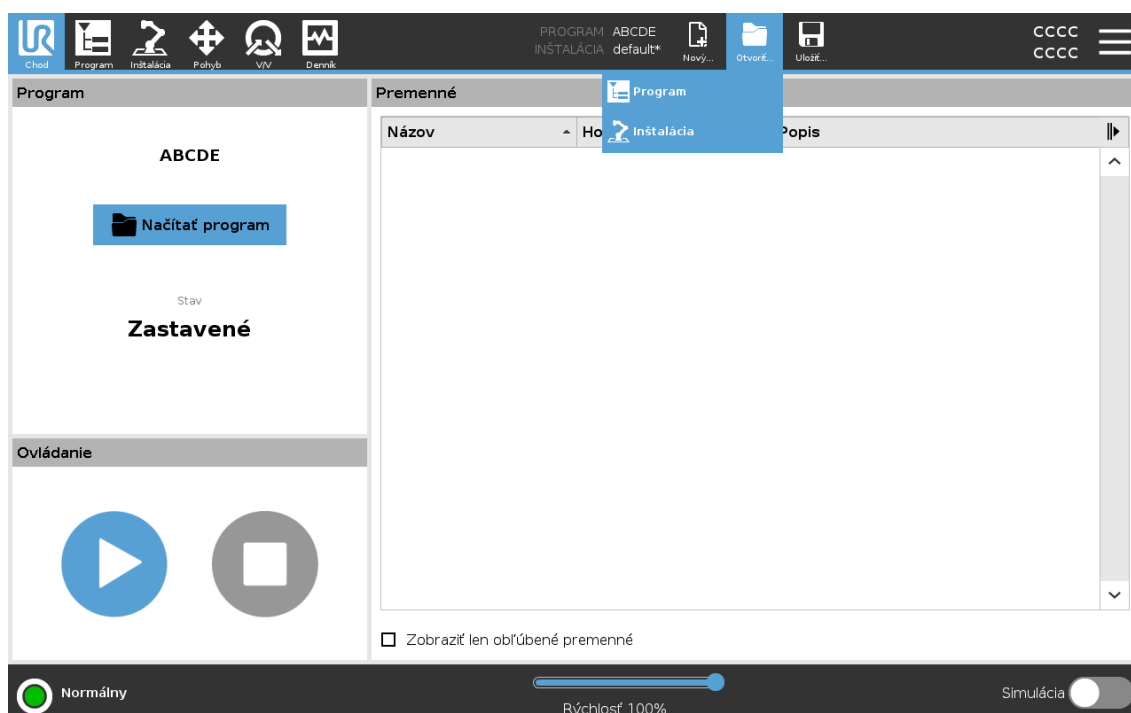 UR
Chod
Program
Inštalácia
Pohyb
V/V
Denník
PROGRAM ABCDE
INŠTALÁCIA default*
Nový...
Otvoriť...
Uložiť...
CCCC
CCCC
Program
Inštalácia
Program
ABCDE
Načítať program
Stav
Zastavené
Ovládanie
Premenné
Názov
Popis
Zobraziť len obľúbené premenné
Normálny
Rýchlosť 100%
Simulácia